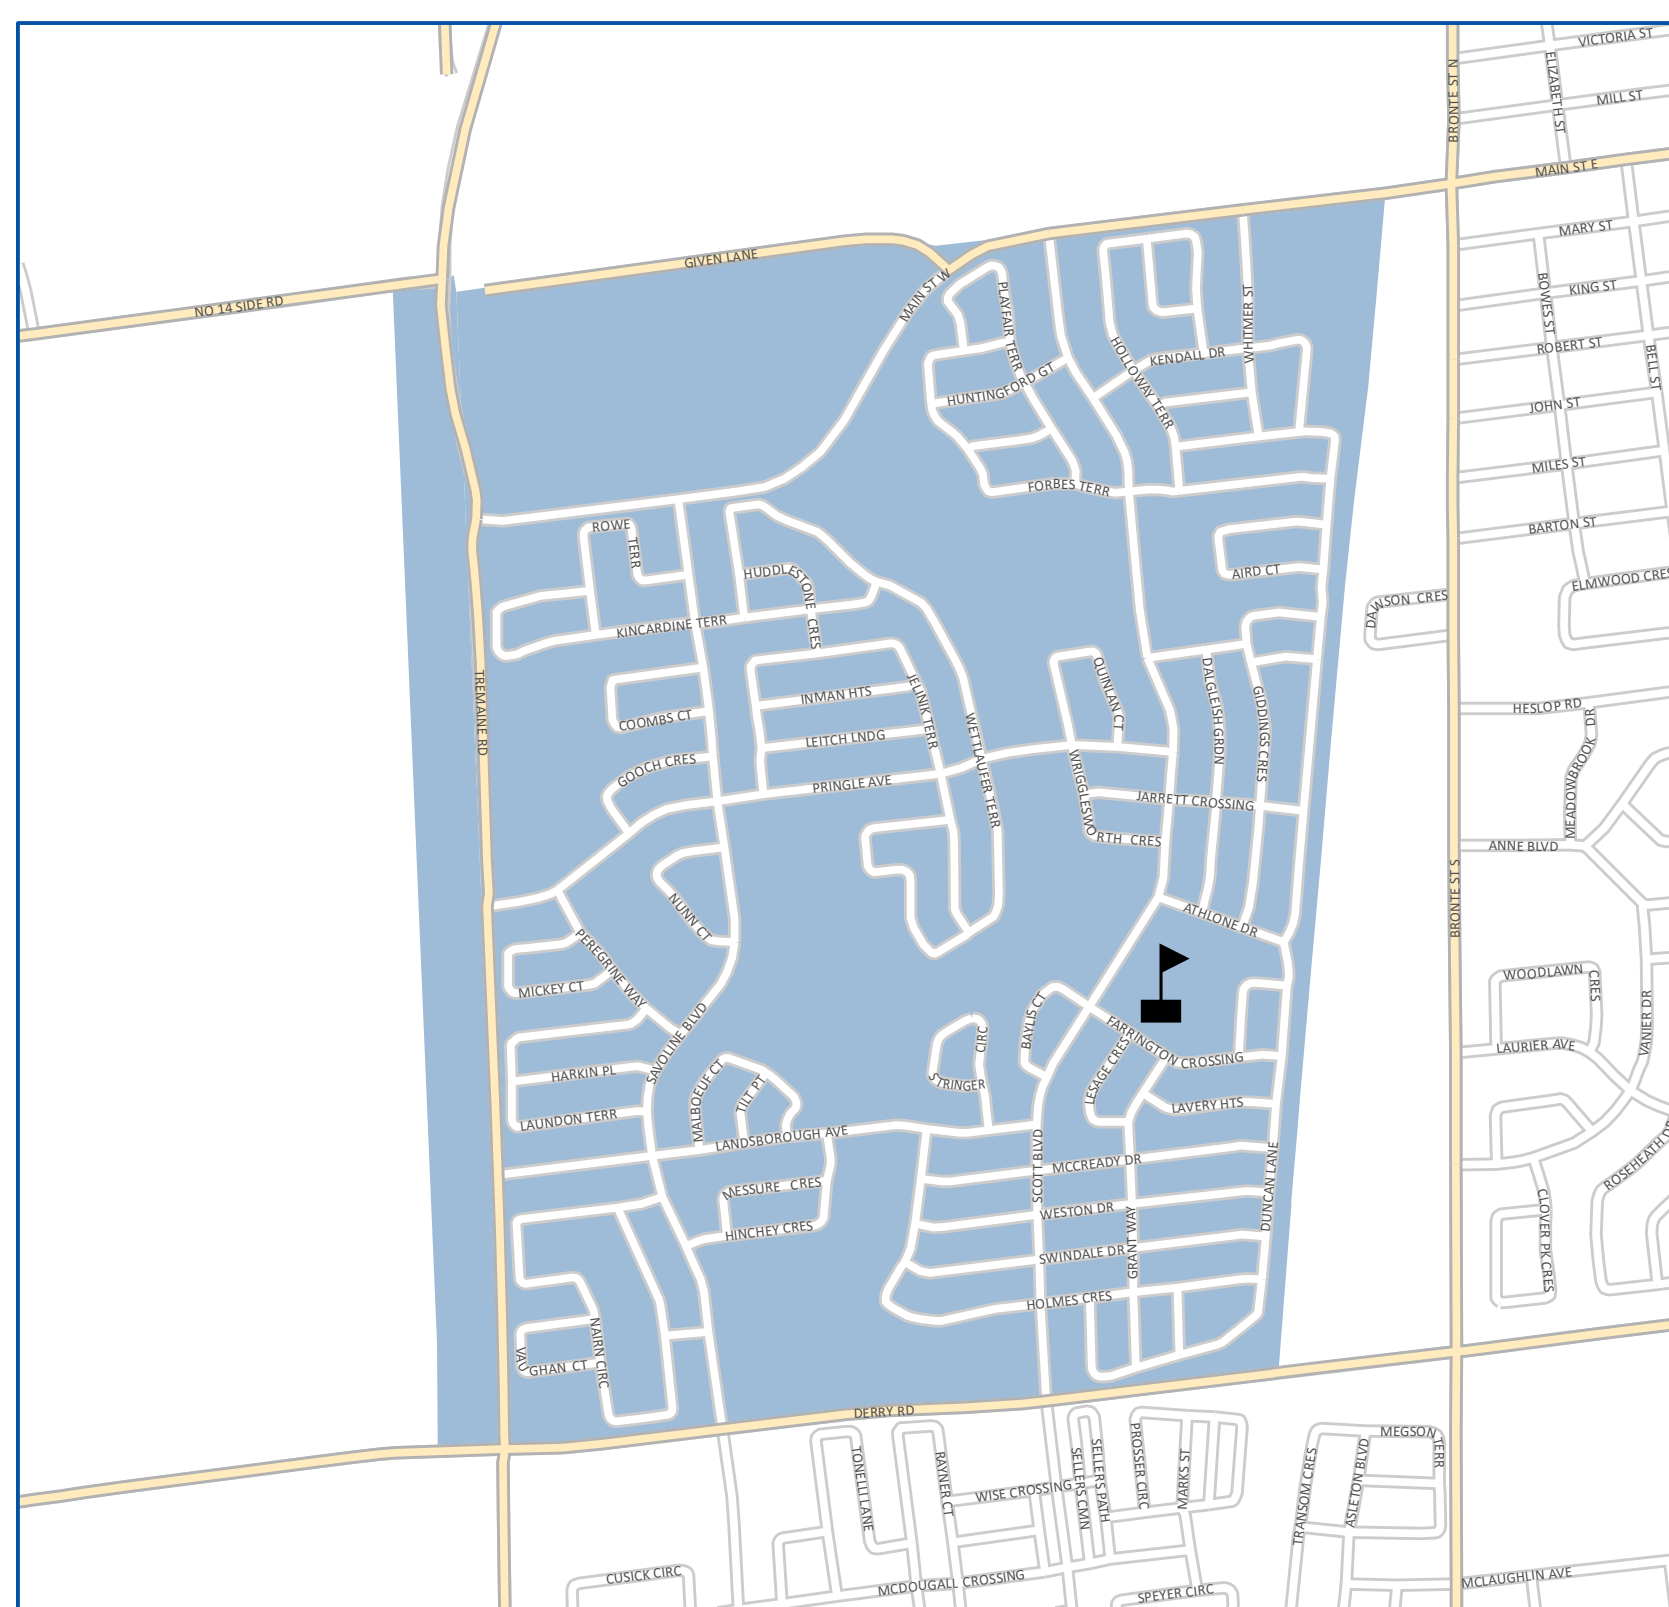 VICTORIA ST
ELIZABETH ST
MILL ST
BRONTE ST N
MAIN ST E
MARY ST
GIVEN LANE
MAIN ST W
NO 14 SIDE RD
PLAYFAIR TERR
WHITMER ST
BOWES ST
KING ST
HOLLOWAY TERR
KENDALL DR
ROBERT ST
BELL ST
HUNTINGFORD GT
JOHN ST
MILES ST
FORBES TERR
BARTON ST
ROWE
TERR
HUDDLESTONE CRES
AIRD CT
ELMWOOD CRES
DAWSON CRES
KINCARDINE TERR
TREMAINE RD
INMAN HTS
JELINIK TERR
QUINLAN CT
DALGLEISH GRDN
GIDDINGS CRES
COOMBS CT
LEITCH LNDG
WETTLAUFER TERR
HESLOP RD
MEADOWBROOK DR
GOOCH CRES
PRINGLE AVE
WRIGGLESWORTH CRES
JARRETT CROSSING
ANNE BLVD
BRONTE ST S
NUNN CT
ATHLONE DR
PEREGRINE WAY
MICKEY CT
WOODLAWN
CRES
SAVOLINE BLVD
BAYLIS CT
FARRINGTON CROSSING
VANIER DR
LAURIER AVE
STRINGER
CIRC
LESAGE CRES
HARKIN PL
MALBOEUF CT
TILT PT
LAVERY HTS
LAUNDON TERR
LANDSBOROUGH AVE
SCOTT BLVD
MCCREADY DR
DUNCAN LANE
ROSEHEATH DR
MESSURE CRES
WESTON DR
GRANT WAY
CLOVER PK CRES
HINCHEY CRES
SWINDALE DR
HOLMES CRES
NAIRN CIRC
VAUGHAN CT
DERRY RD
TONELLI LANE
RAYNER CT
SELLERS CMN
SELLERS PATH
PROSSER CIRC
MARKS ST
TRANSOM CRES
ASLETON BLVD
MEGSON
TERR
WISE CROSSING
CUSICK CIRC
MCDOUGALL CROSSING
SPEYER CIRC
MCLAUGHLIN AVE